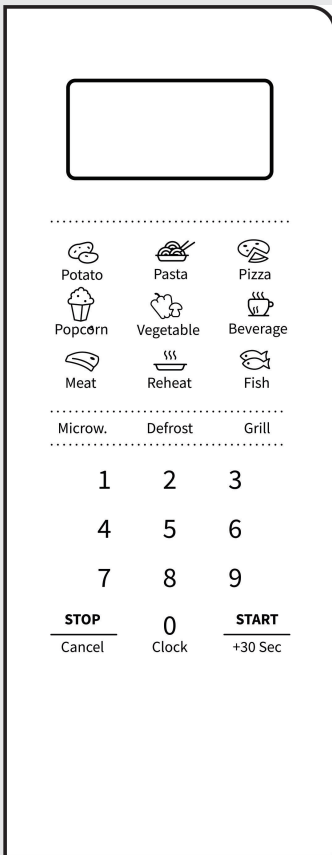 Potato Pasta Pizza
Popcorn Vegetable Beverage
Meat Reheat Fish
Microw. Defrost Grill
1 2 3
4 5 6
7 8 9
STOP 0 START
Cancel Clock +30 Sec